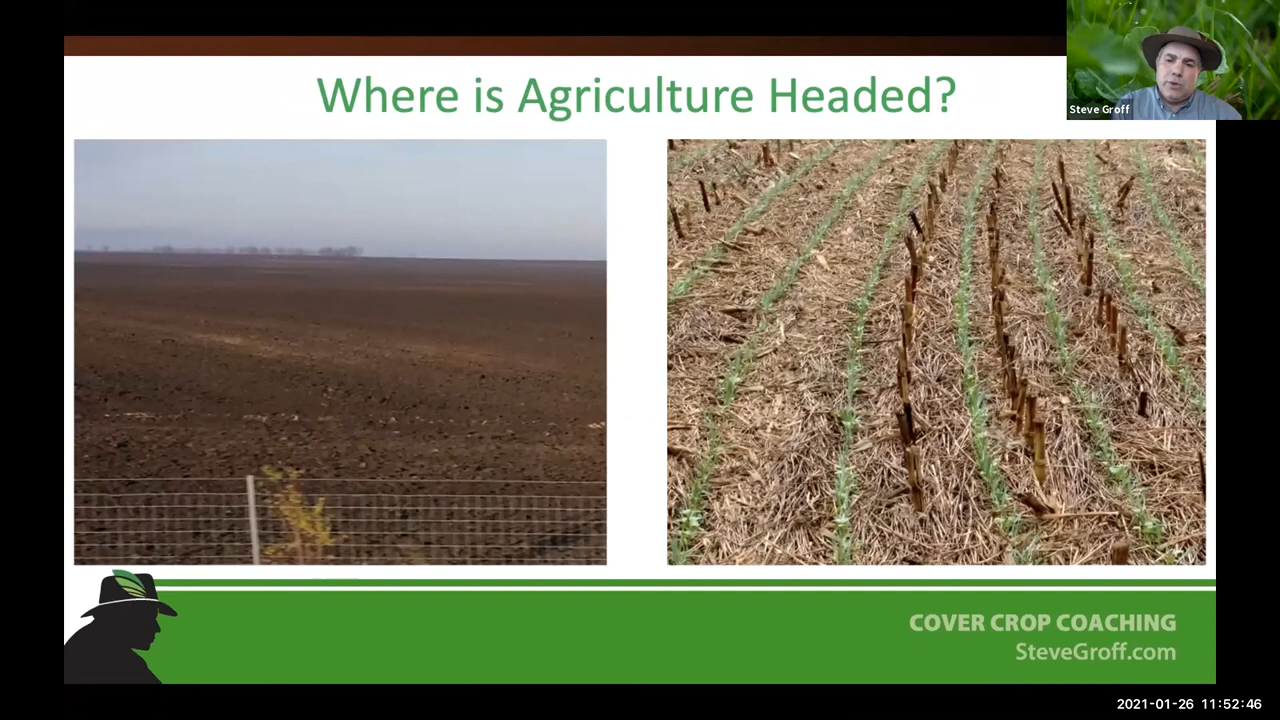 Where is Agriculture Headed?
Steve Groff
COVER CROP COACHING
SteveGroff.com
2021-01-26 11:52:46